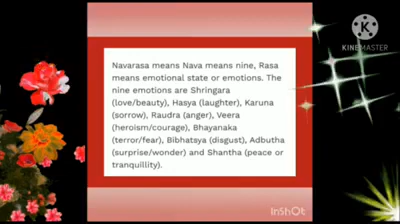 KINEMASTER
Navarasa means Nava means nine, Rasa
means emotional state or emotions. The
nine emotions are Shringara
(love/beauty), Hasya (laughter), Karuna
(sorrow), Raudra (anger), Veera
(heroism/courage), Bhayanaka
(terror/fear), Bibhatsya (disgust), Adbutha
(surprise/wonder) and Shantha (peace or
tranquillity).
InShOt